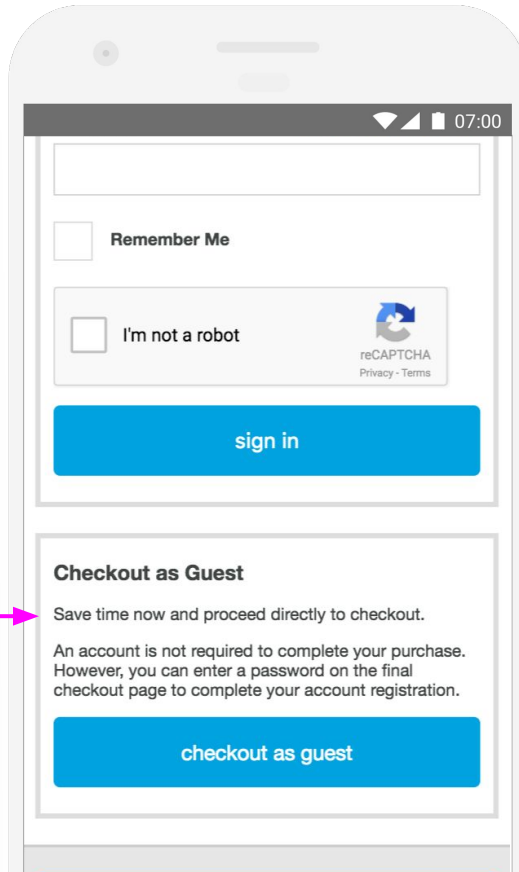 07:00
Remember Me
I'm not a robot
reCAPTCHA
Privacy - Terms
sign in
Checkout as Guest
Save time now and proceed directly to checkout.
An account is not required to complete your purchase.
However, you can enter a password on the final
checkout page to complete your account registration.
checkout as guest